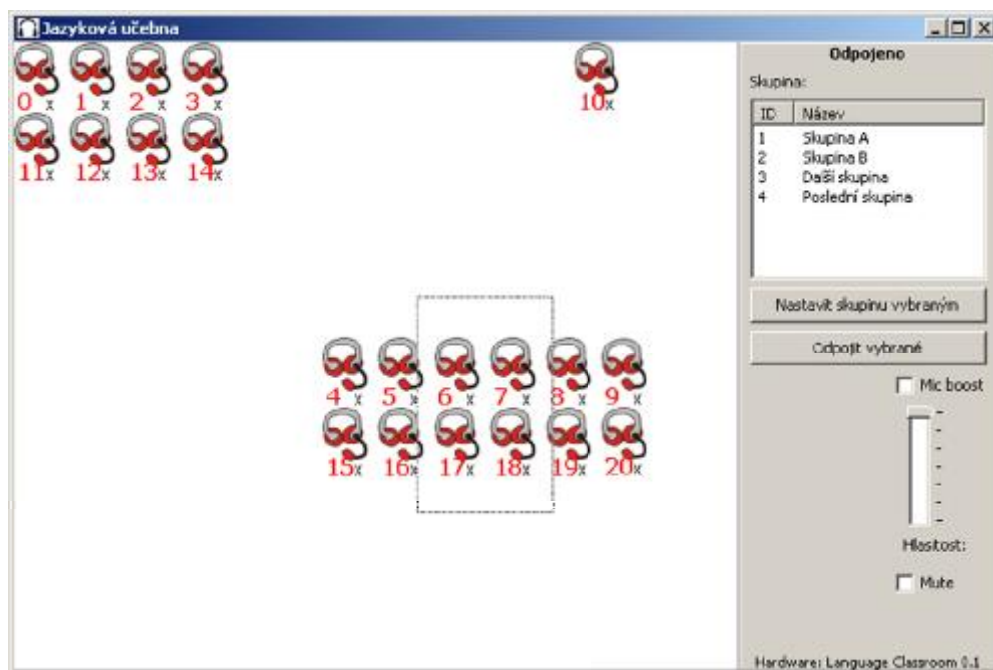 Jazyková učebna
0 x 1 x 2 x 3 x 10x
11x 12x 13x 14x
4 x 5 x 6 x 7 x 8 x 9 x
15x 16x 17x 18x 19x 20x
Odpojeno
Skupina:
ID Název
1 Skupina A
2 Skupina B
3 Další skupina
4 Poslední skupina
Nastavit skupinu vybraným
Odpojit vybrané
Mic boost
Hlasitost:
Mute
Hardware: Language Classroom 0.1